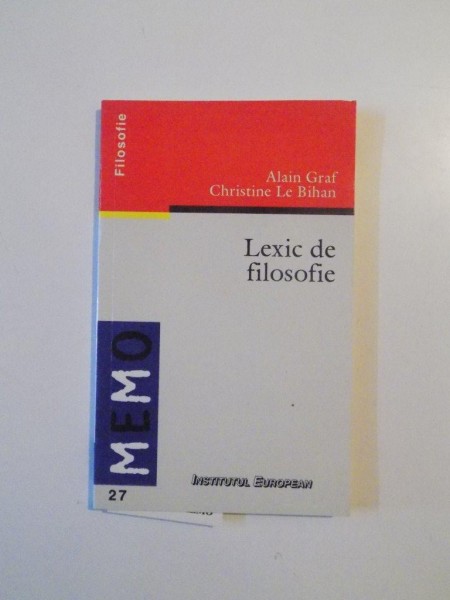 Filosofie
Alain Graf
Christine Le Bihan
Lexic de
filosofie
MEMO
27
INSTITUTUL EUROPEAN